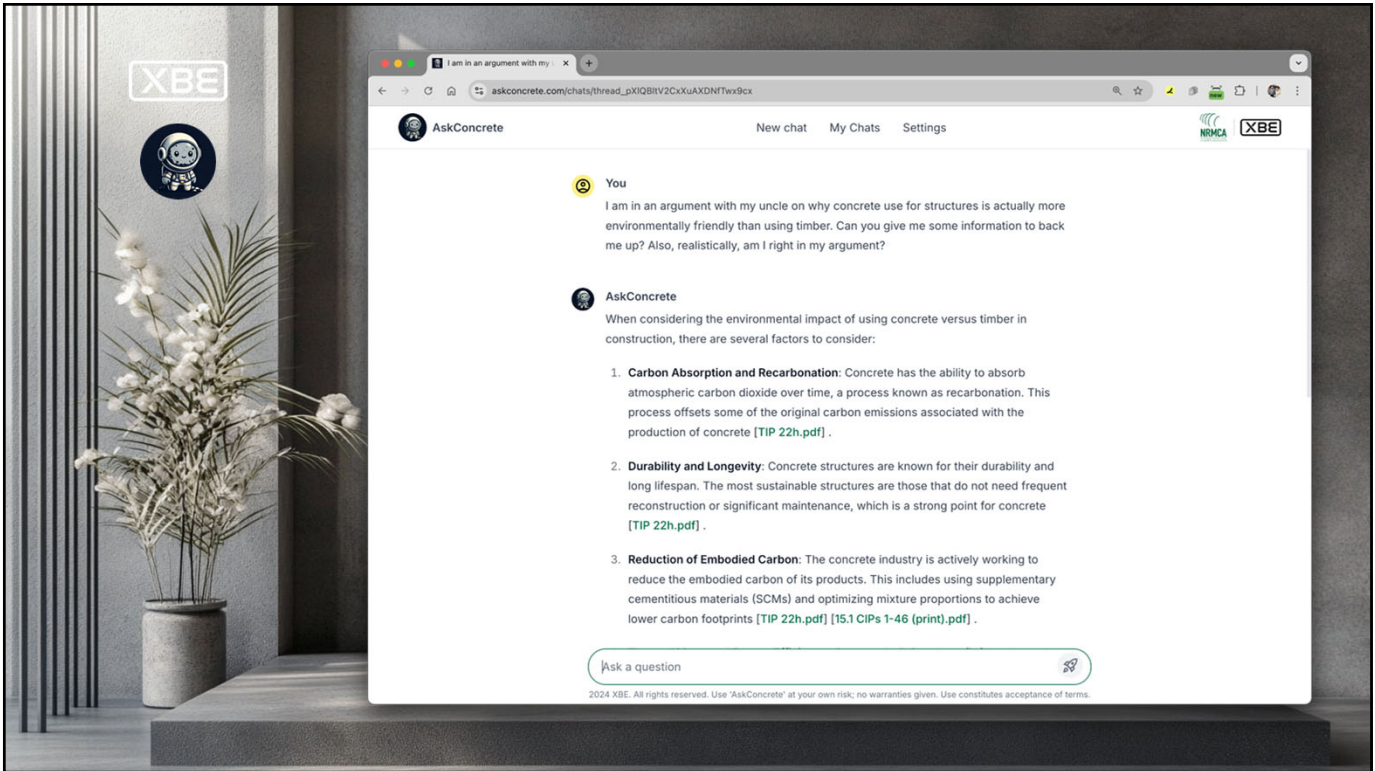 XBE
I am in an argument with my
askconcrete.com/chats/thread_pXlQBltV2CxXuAXDNfTwx9cx
new
AskConcrete
New chat My Chats Settings
NRMCA XBE
You
I am in an argument with my uncle on why concrete use for structures is actually more
environmentally friendly than using timber. Can you give me some information to back
me up? Also, realistically, am I right in my argument?
AskConcrete
When considering the environmental impact of using concrete versus timber in
construction, there are several factors to consider:
1. Carbon Absorption and Recarbonation: Concrete has the ability to absorb
atmospheric carbon dioxide over time, a process known as recarbonation. This
process offsets some of the original carbon emissions associated with the
production of concrete [TIP 22h.pdf] .
2. Durability and Longevity: Concrete structures are known for their durability and
long lifespan. The most sustainable structures are those that do not need frequent
reconstruction or significant maintenance, which is a strong point for concrete
[TIP 22h.pdf] .
3. Reduction of Embodied Carbon: The concrete industry is actively working to
reduce the embodied carbon of its products. This includes using supplementary
cementitious materials (SCMs) and optimizing mixture proportions to achieve
lower carbon footprints [TIP 22h.pdf] [15.1 CIPs 1-46 (print).pdf] .
Ask a question
2024 XBE. All rights reserved. Use 'AskConcrete' at your own risk; no warranties given. Use constitutes acceptance of terms.